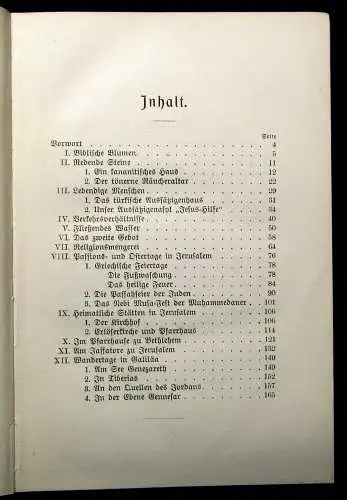 Inhalt.
Seite
Vorwort . . . . . . . . . . 4
I. Biblische Blumen. . . . . . . . . . 5
II. Redende Steine . . . . . . . . . . 11
1. Ein kananitisches Haus . . . . . . . . . . 12
2. Der tönerne Räucheraltar . . . . . . . . . . 22
III. Lebendige Menschen . . . . . . . . . . 29
1. Das türkische Aussätzigenhaus . . . . . . . . . . 31
2. Unser Aussätzigenasyl „Jesus-Hilfe“ . . . . . . . . . . 34
IV. Verkehrsverhältnisse . . . . . . . . . . 40
V. Fließendes Wasser . . . . . . . . . . 50
VI. Das zweite Gebot . . . . . . . . . . 58
VII. Religionsmengerei . . . . . . . . . . 64
VIII. Passions- und Ostertage in Jerusalem . . . . . . . . . . 76
1. Griechische Feiertage . . . . . . . . . . 78
Die Fußwaschung . . . . . . . . . . 78
Das heilige Feuer . . . . . . . . . . 84
2. Die Passahfeier der Juden . . . . . . . . . . 90
3. Das Nebi Musa-Fest der Muhammedaner . . . . . . . . . . 101
IX. Heimatliche Stätten in Jerusalem . . . . . . . . . . 106
1. Der Kirchhof . . . . . . . . . . 106
2. Erlöserkirche und Pfarrhaus . . . . . . . . . . 114
X. Im Pfarrhause zu Bethlehem . . . . . . . . . . 121
XI. Am Jaffatore zu Jerusalem . . . . . . . . . . 132
XII. Wandertage in Galiläa . . . . . . . . . . 149
1. Am See Genezareth . . . . . . . . . . 149
2. In Tiberias . . . . . . . . . . 152
3. An den Quellen des Jordans . . . . . . . . . . 157
4. In der Ebene Gennesar . . . . . . . . . . 165